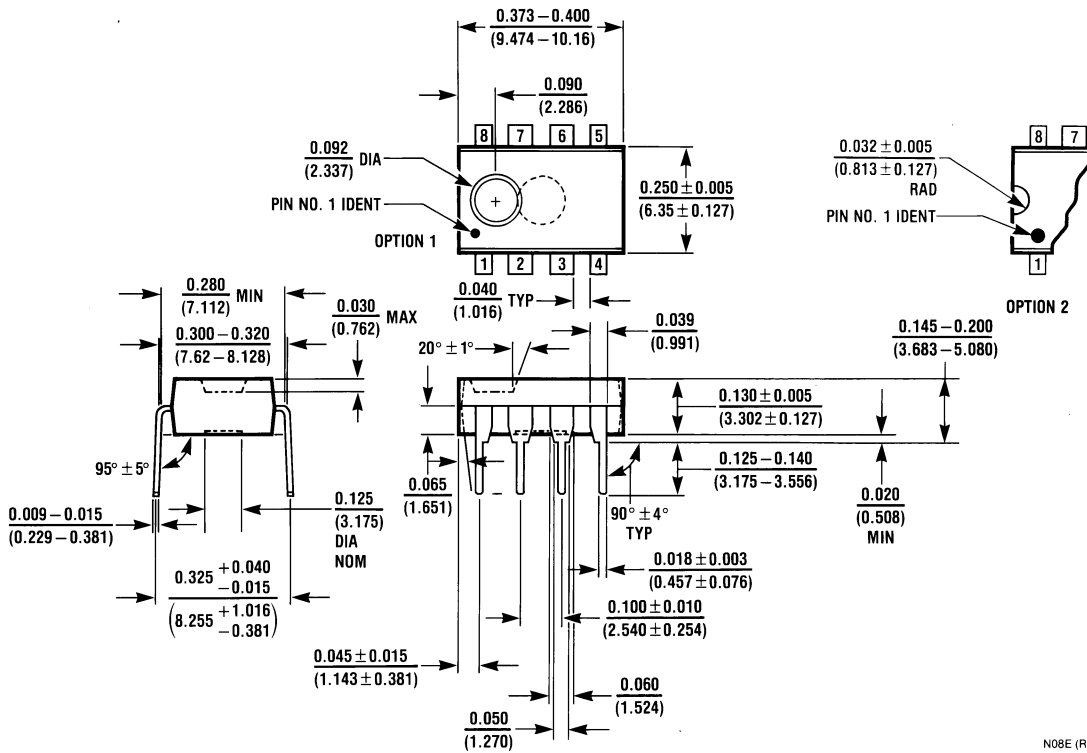 0.373 – 0.400
(9.474 – 10.16)
0.090
(2.286)
8 7 6 5
0.092 DIA
(2.337)
PIN NO. 1 IDENT
OPTION 1
1 2 3 4
0.250 ± 0.005
(6.35 ± 0.127)
0.032 ± 0.005
(0.813 ± 0.127)
RAD
PIN NO. 1 IDENT
8 7
1
OPTION 2
0.280 MIN
(7.112)
0.300 – 0.320
(7.62 – 8.128)
0.030 MAX
(0.762)
0.040 TYP
(1.016)
0.039
(0.991)
0.145 – 0.200
(3.683 – 5.080)
20° ± 1°
0.130 ± 0.005
(3.302 ± 0.127)
95° ± 5°
0.065
(1.651)
0.125 – 0.140
(3.175 – 3.556)
90° ± 4°
TYP
0.020
(0.508)
MIN
0.009 – 0.015
(0.229 – 0.381)
0.125
(3.175)
DIA
NOM
0.018 ± 0.003
(0.457 ± 0.076)
0.325 +0.040
−0.015
(8.255 +1.016
−0.381)
0.100 ± 0.010
(2.540 ± 0.254)
0.045 ± 0.015
(1.143 ± 0.381)
0.060
(1.524)
0.050
(1.270)
N08E (R